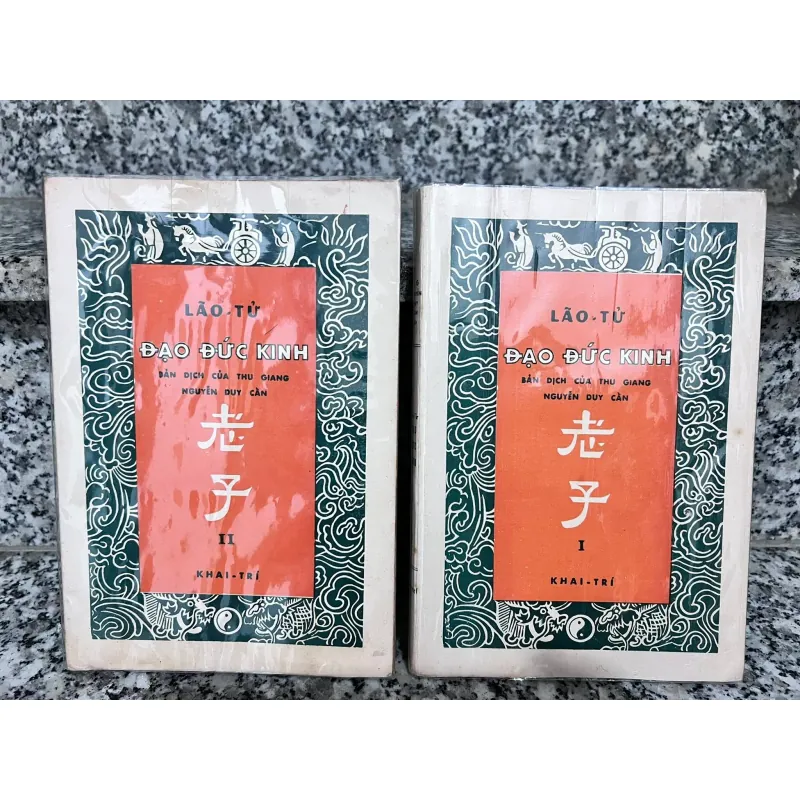 LÃO-TỬ
ĐẠO ĐỨC KINH
BẢN DỊCH CỦA THU GIANG
NGUYỄN DUY CẦN
老
子
II
KHAI-TRÍ
LÃO-TỬ
ĐẠO ĐỨC KINH
BẢN DỊCH CỦA THU GIANG
NGUYỄN DUY CẦN
老
子
I
KHAI-TRÍ